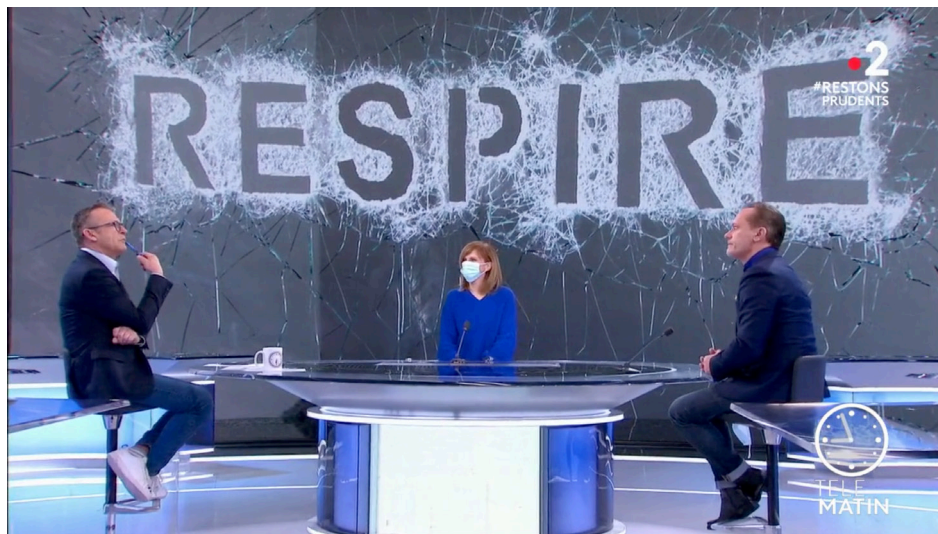 RESPIRE
2
#RESTONS
PRUDENTS
TELE
MATIN